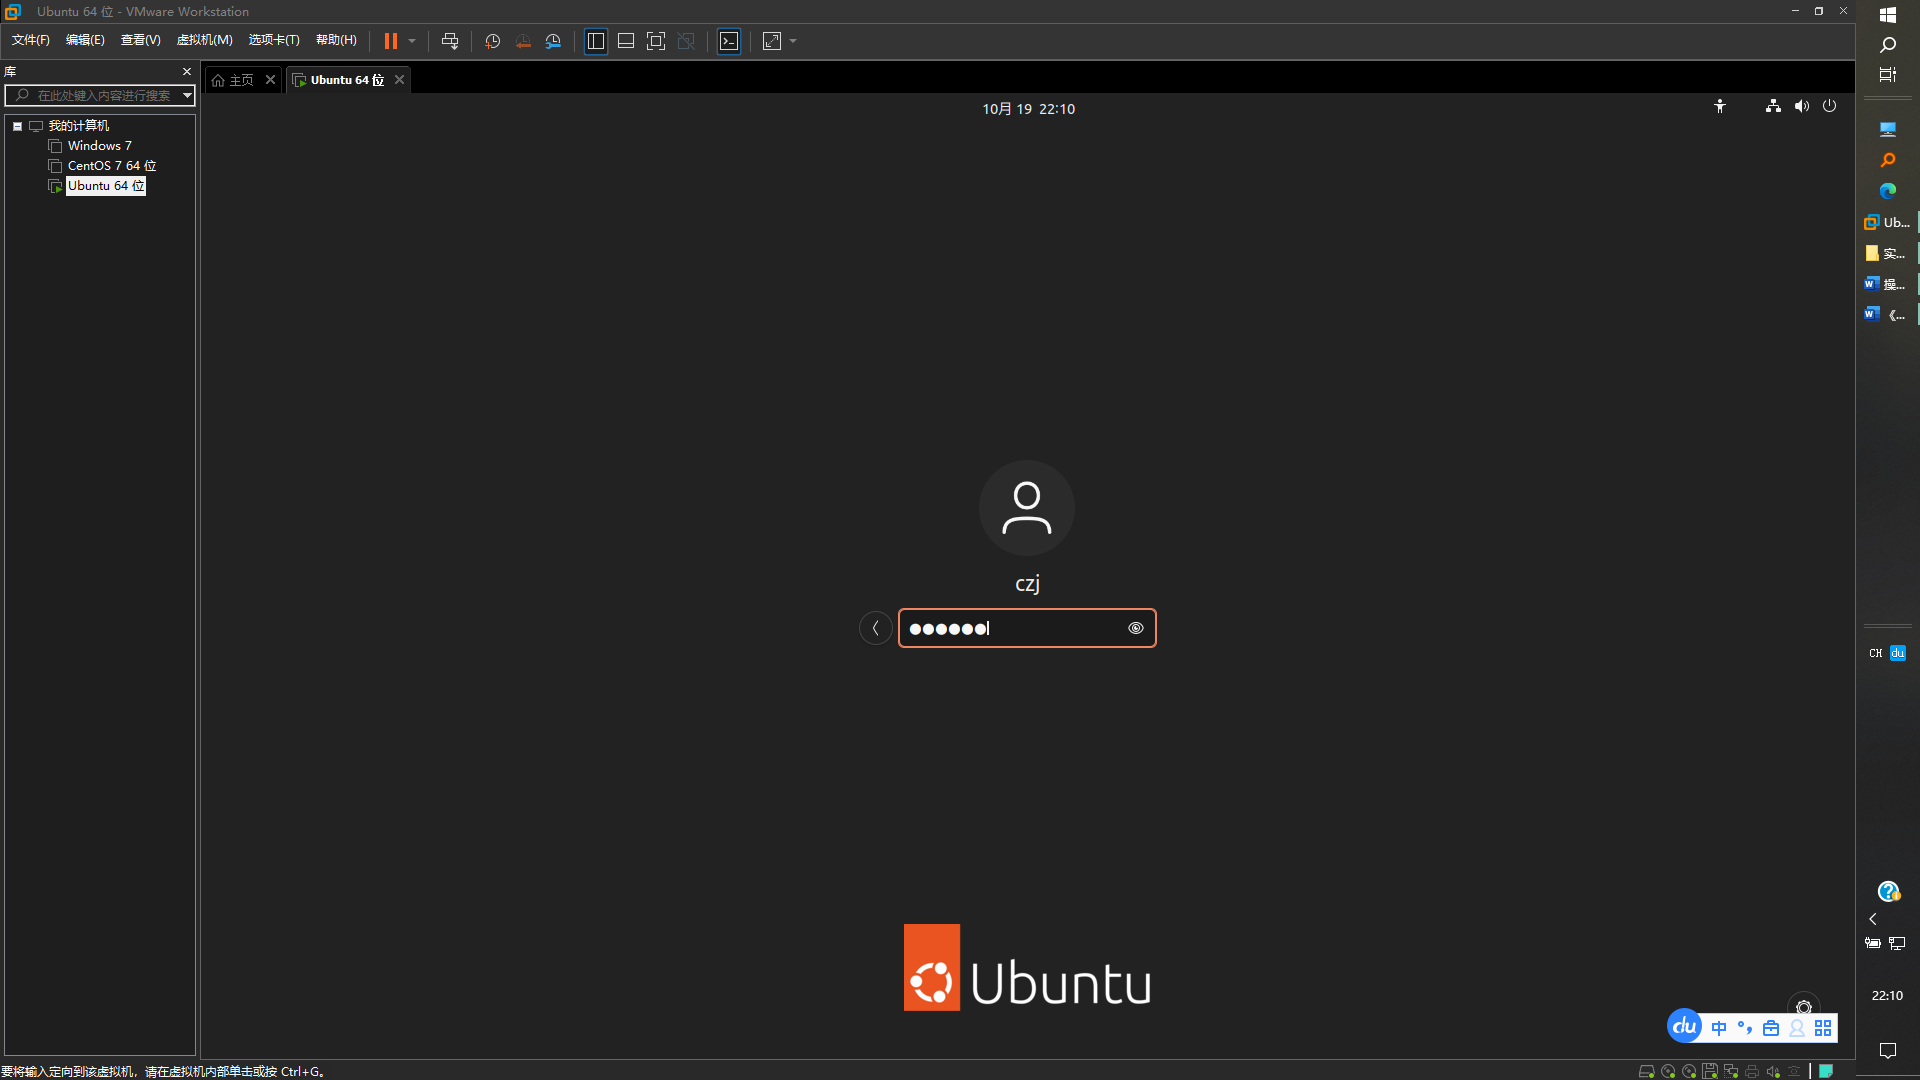 Ubuntu 64 位 - VMware Workstation
文件(F) 编辑(E) 查看(V) 虚拟机(M) 选项卡(T) 帮助(H)
库
在此处键入内容进行搜索
我的计算机
Windows 7
CentOS 7 64 位
Ubuntu 64 位
主页
Ubuntu 64 位
10月 19 22:10
czj
Ubuntu
du 中
Ub...
实...
W 操...
W 《...
CH du
22:10
要将输入定向到该虚拟机，请在虚拟机内部单击或按 Ctrl+G。